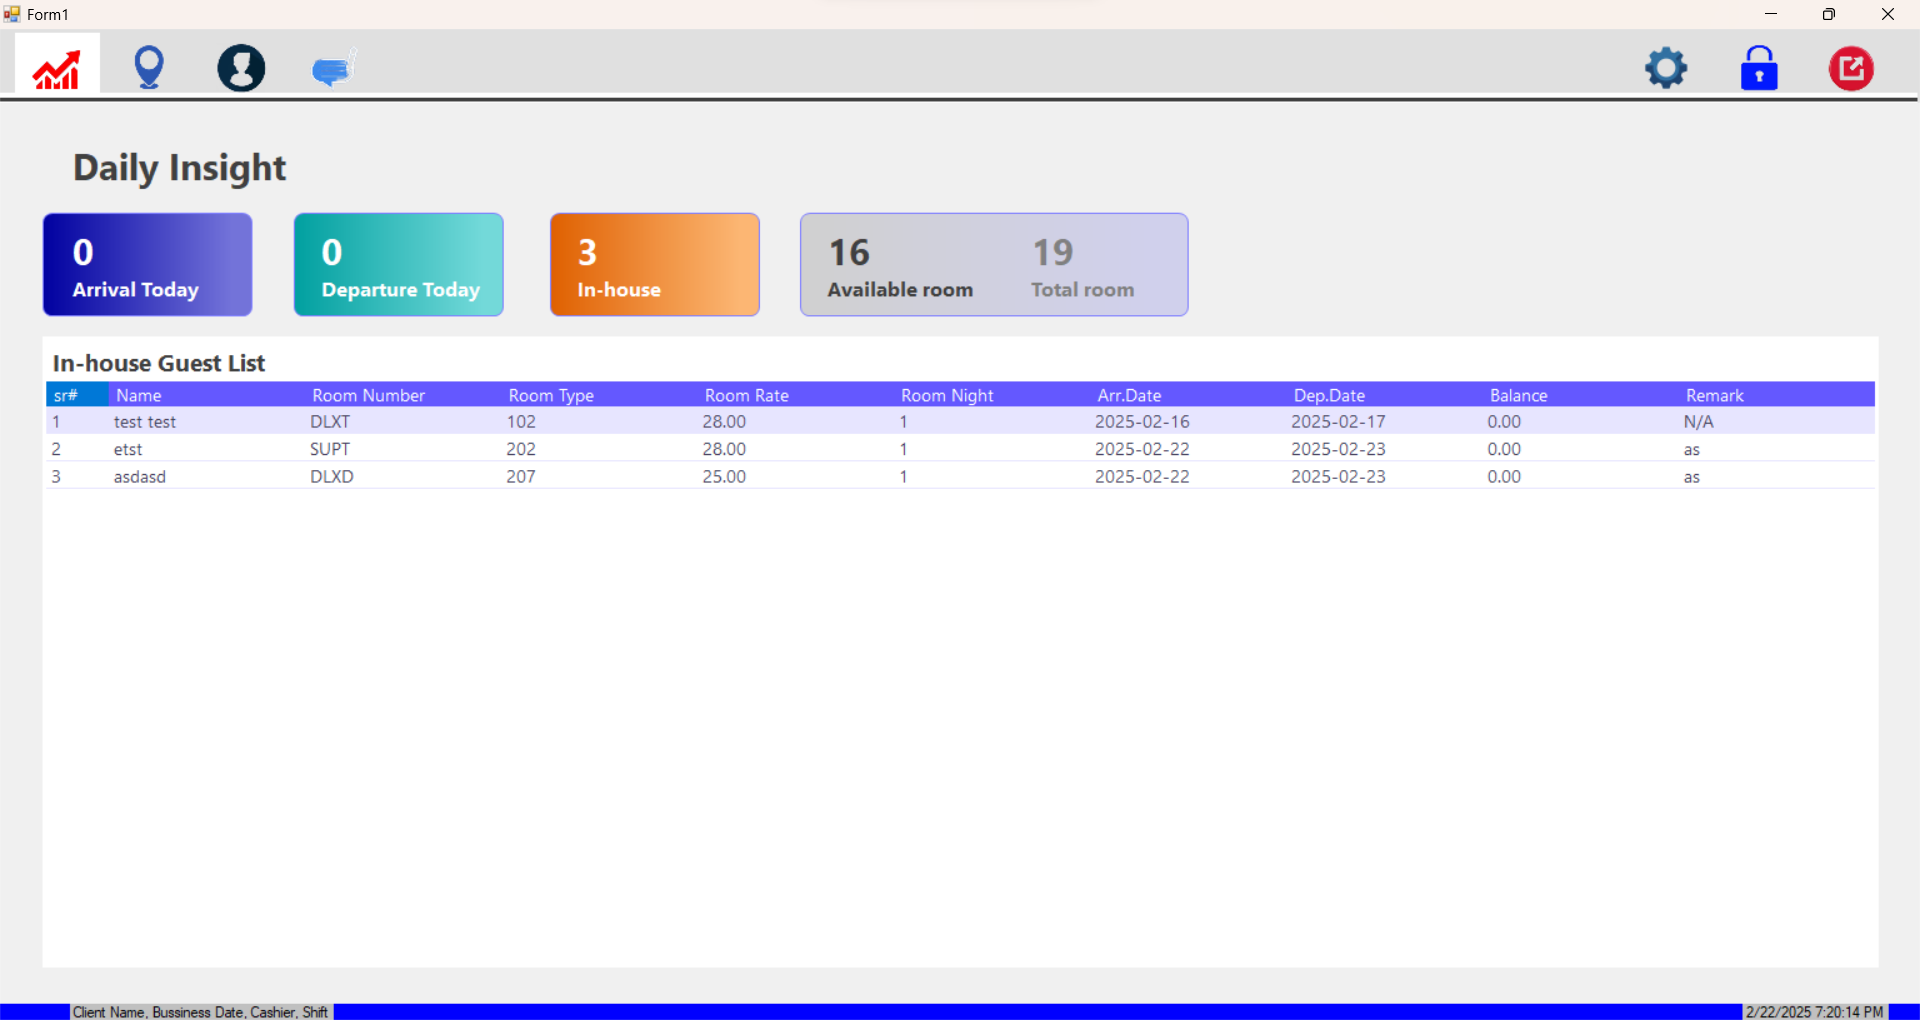 Form1
Daily Insight
0
Arrival Today
0
Departure Today
3
In-house
16
Available room
19
Total room
In-house Guest List
sr# Name Room Number Room Type Room Rate Room Night Arr.Date Dep.Date Balance Remark
1 test test DLXT 102 28.00 1 2025-02-16 2025-02-17 0.00 N/A
2 etst SUPT 202 28.00 1 2025-02-22 2025-02-23 0.00 as
3 asdasd DLXD 207 25.00 1 2025-02-22 2025-02-23 0.00 as
Client Name, Bussiness Date, Cashier, Shift
2/22/2025 7:20:14 PM